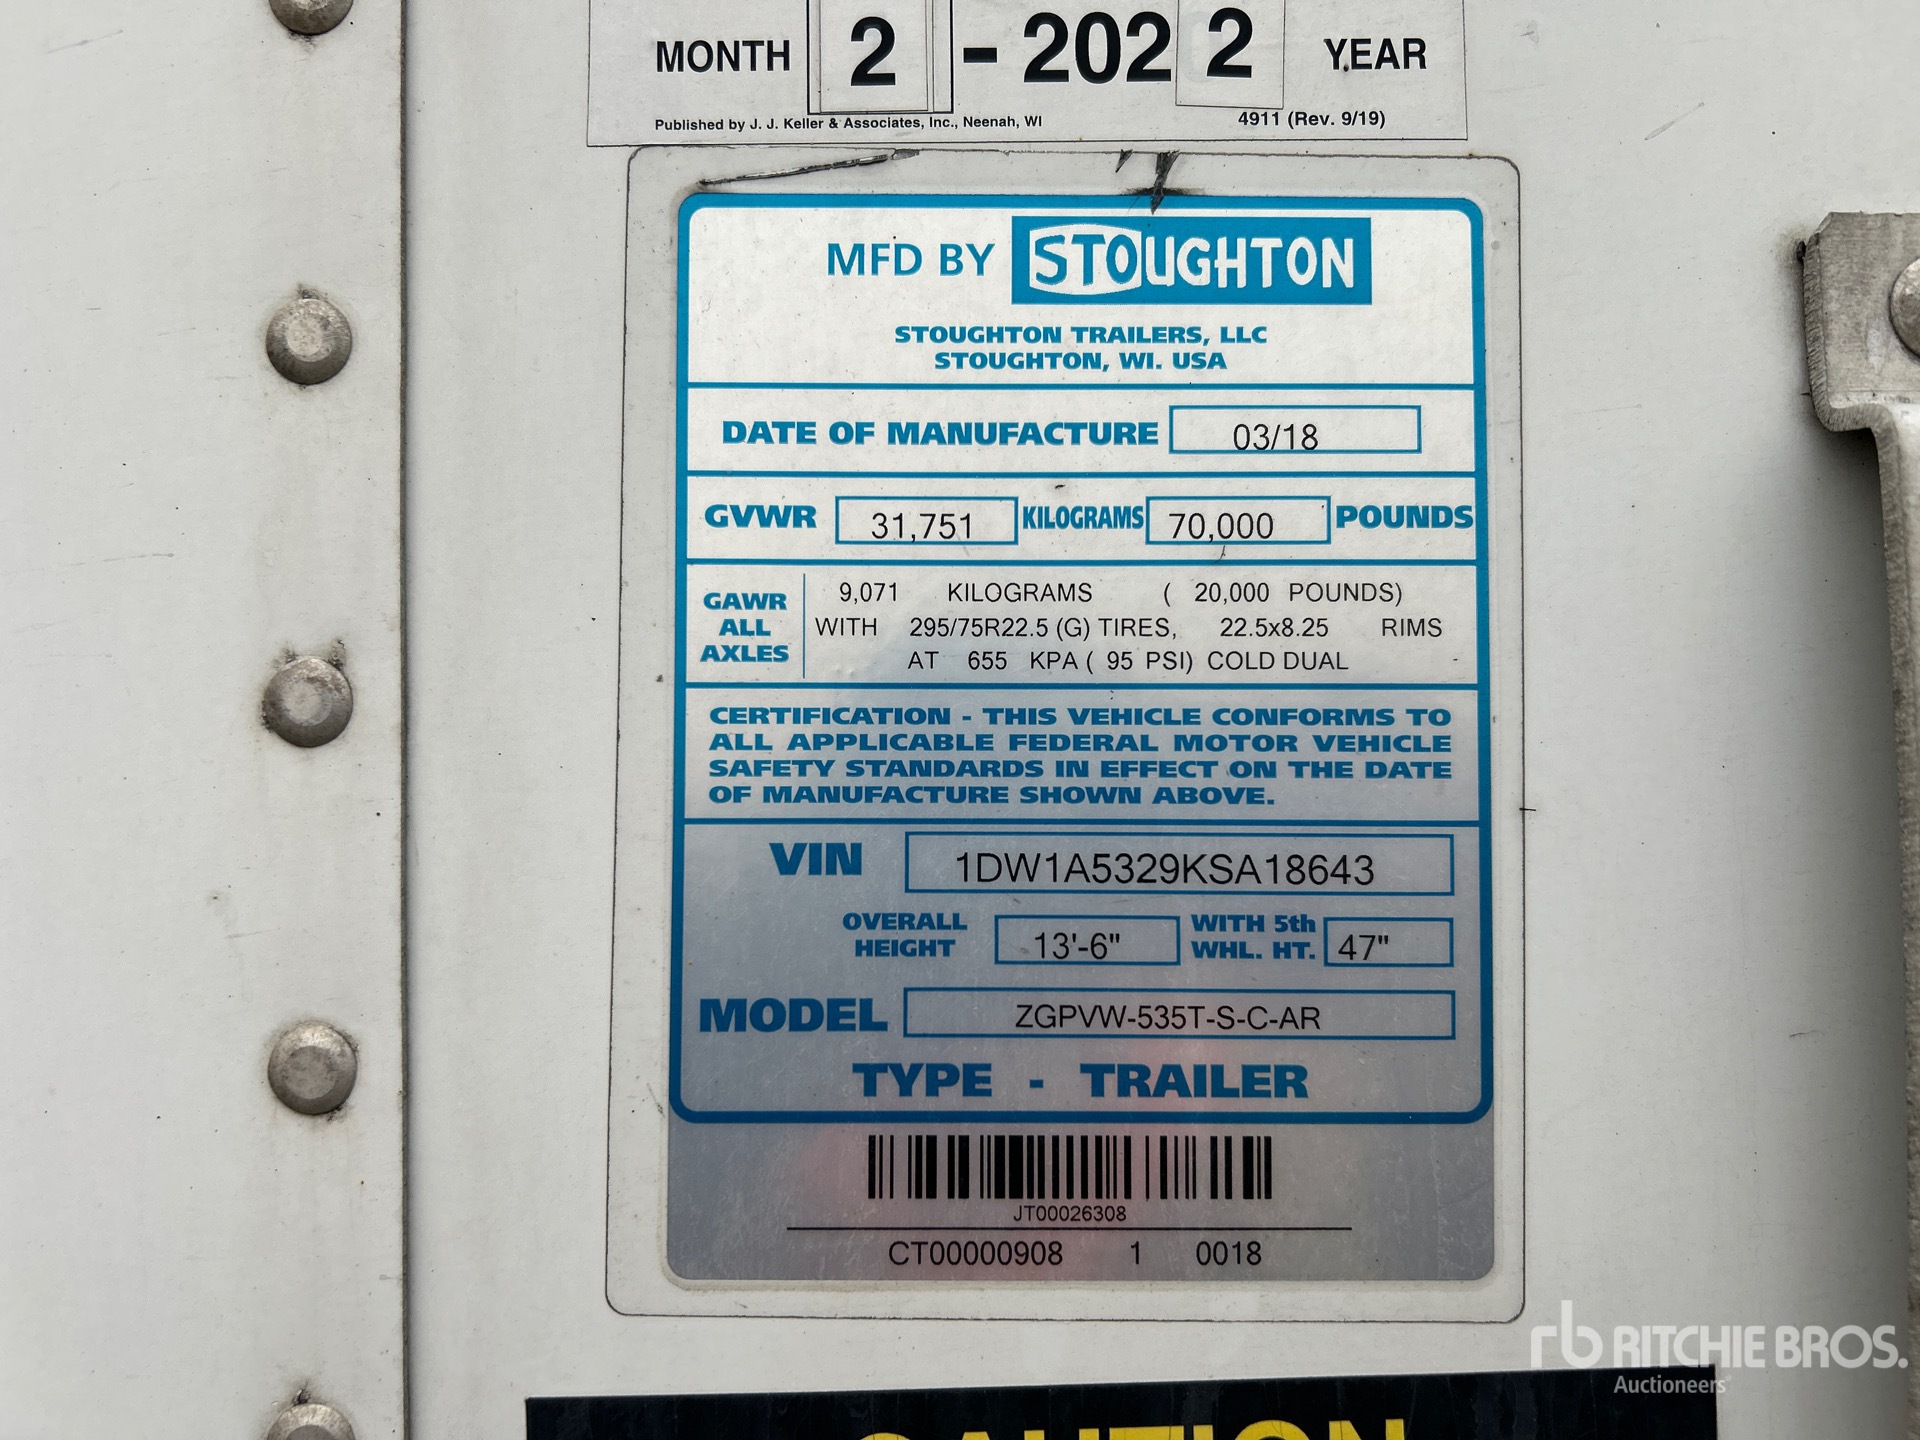 MONTH 2 - 2022 YEAR
Published by J. J. Keller & Associates, Inc., Neenah, WI 4911 (Rev. 9/19)
MFD BY STOUGHTON
STOUGHTON TRAILERS, LLC
STOUGHTON, WI. USA
DATE OF MANUFACTURE 03/18
GVWR 31,751 KILOGRAMS 70,000 POUNDS
GAWR ALL AXLES
9,071 KILOGRAMS ( 20,000 POUNDS)
WITH 295/75R22.5 (G) TIRES, 22.5x8.25 RIMS
AT 655 KPA ( 95 PSI) COLD DUAL
CERTIFICATION - THIS VEHICLE CONFORMS TO
ALL APPLICABLE FEDERAL MOTOR VEHICLE
SAFETY STANDARDS IN EFFECT ON THE DATE
OF MANUFACTURE SHOWN ABOVE.
VIN 1DW1A5329KSA18643
OVERALL HEIGHT 13'-6" WITH 5th WHL. HT. 47"
MODEL ZGPVW-535T-S-C-AR
TYPE - TRAILER
JT00026308
CT00000908 1 0018
rb RITCHIE BROS.
Auctioneers
CAUTION